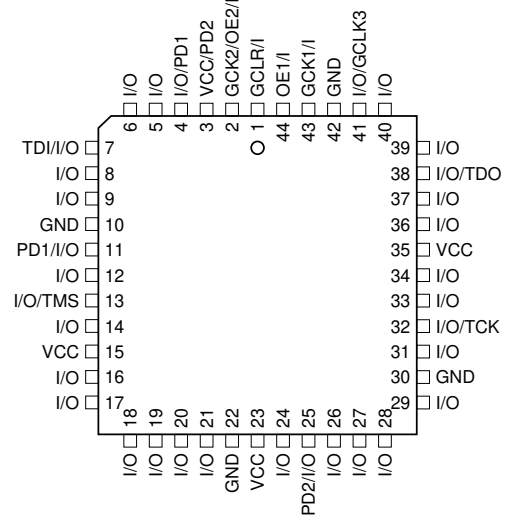 I/O
I/O
I/O/PD1
VCC/PD2
GCK2/OE2/I
GCLR/I
OE1/I
GCK1/I
GND
I/O/GCLK3
I/O
6
5
4
3
2
1
44
43
42
41
40
TDI/I/O 7
I/O 8
I/O 9
GND 10
PD1/I/O 11
I/O 12
I/O/TMS 13
I/O 14
VCC 15
I/O 16
I/O 17
39 I/O
38 I/O/TDO
37 I/O
36 I/O
35 VCC
34 I/O
33 I/O
32 I/O/TCK
31 I/O
30 GND
29 I/O
18
19
20
21
22
23
24
25
26
27
28
I/O
I/O
I/O
I/O
GND
VCC
I/O
PD2/I/O
I/O
I/O
I/O